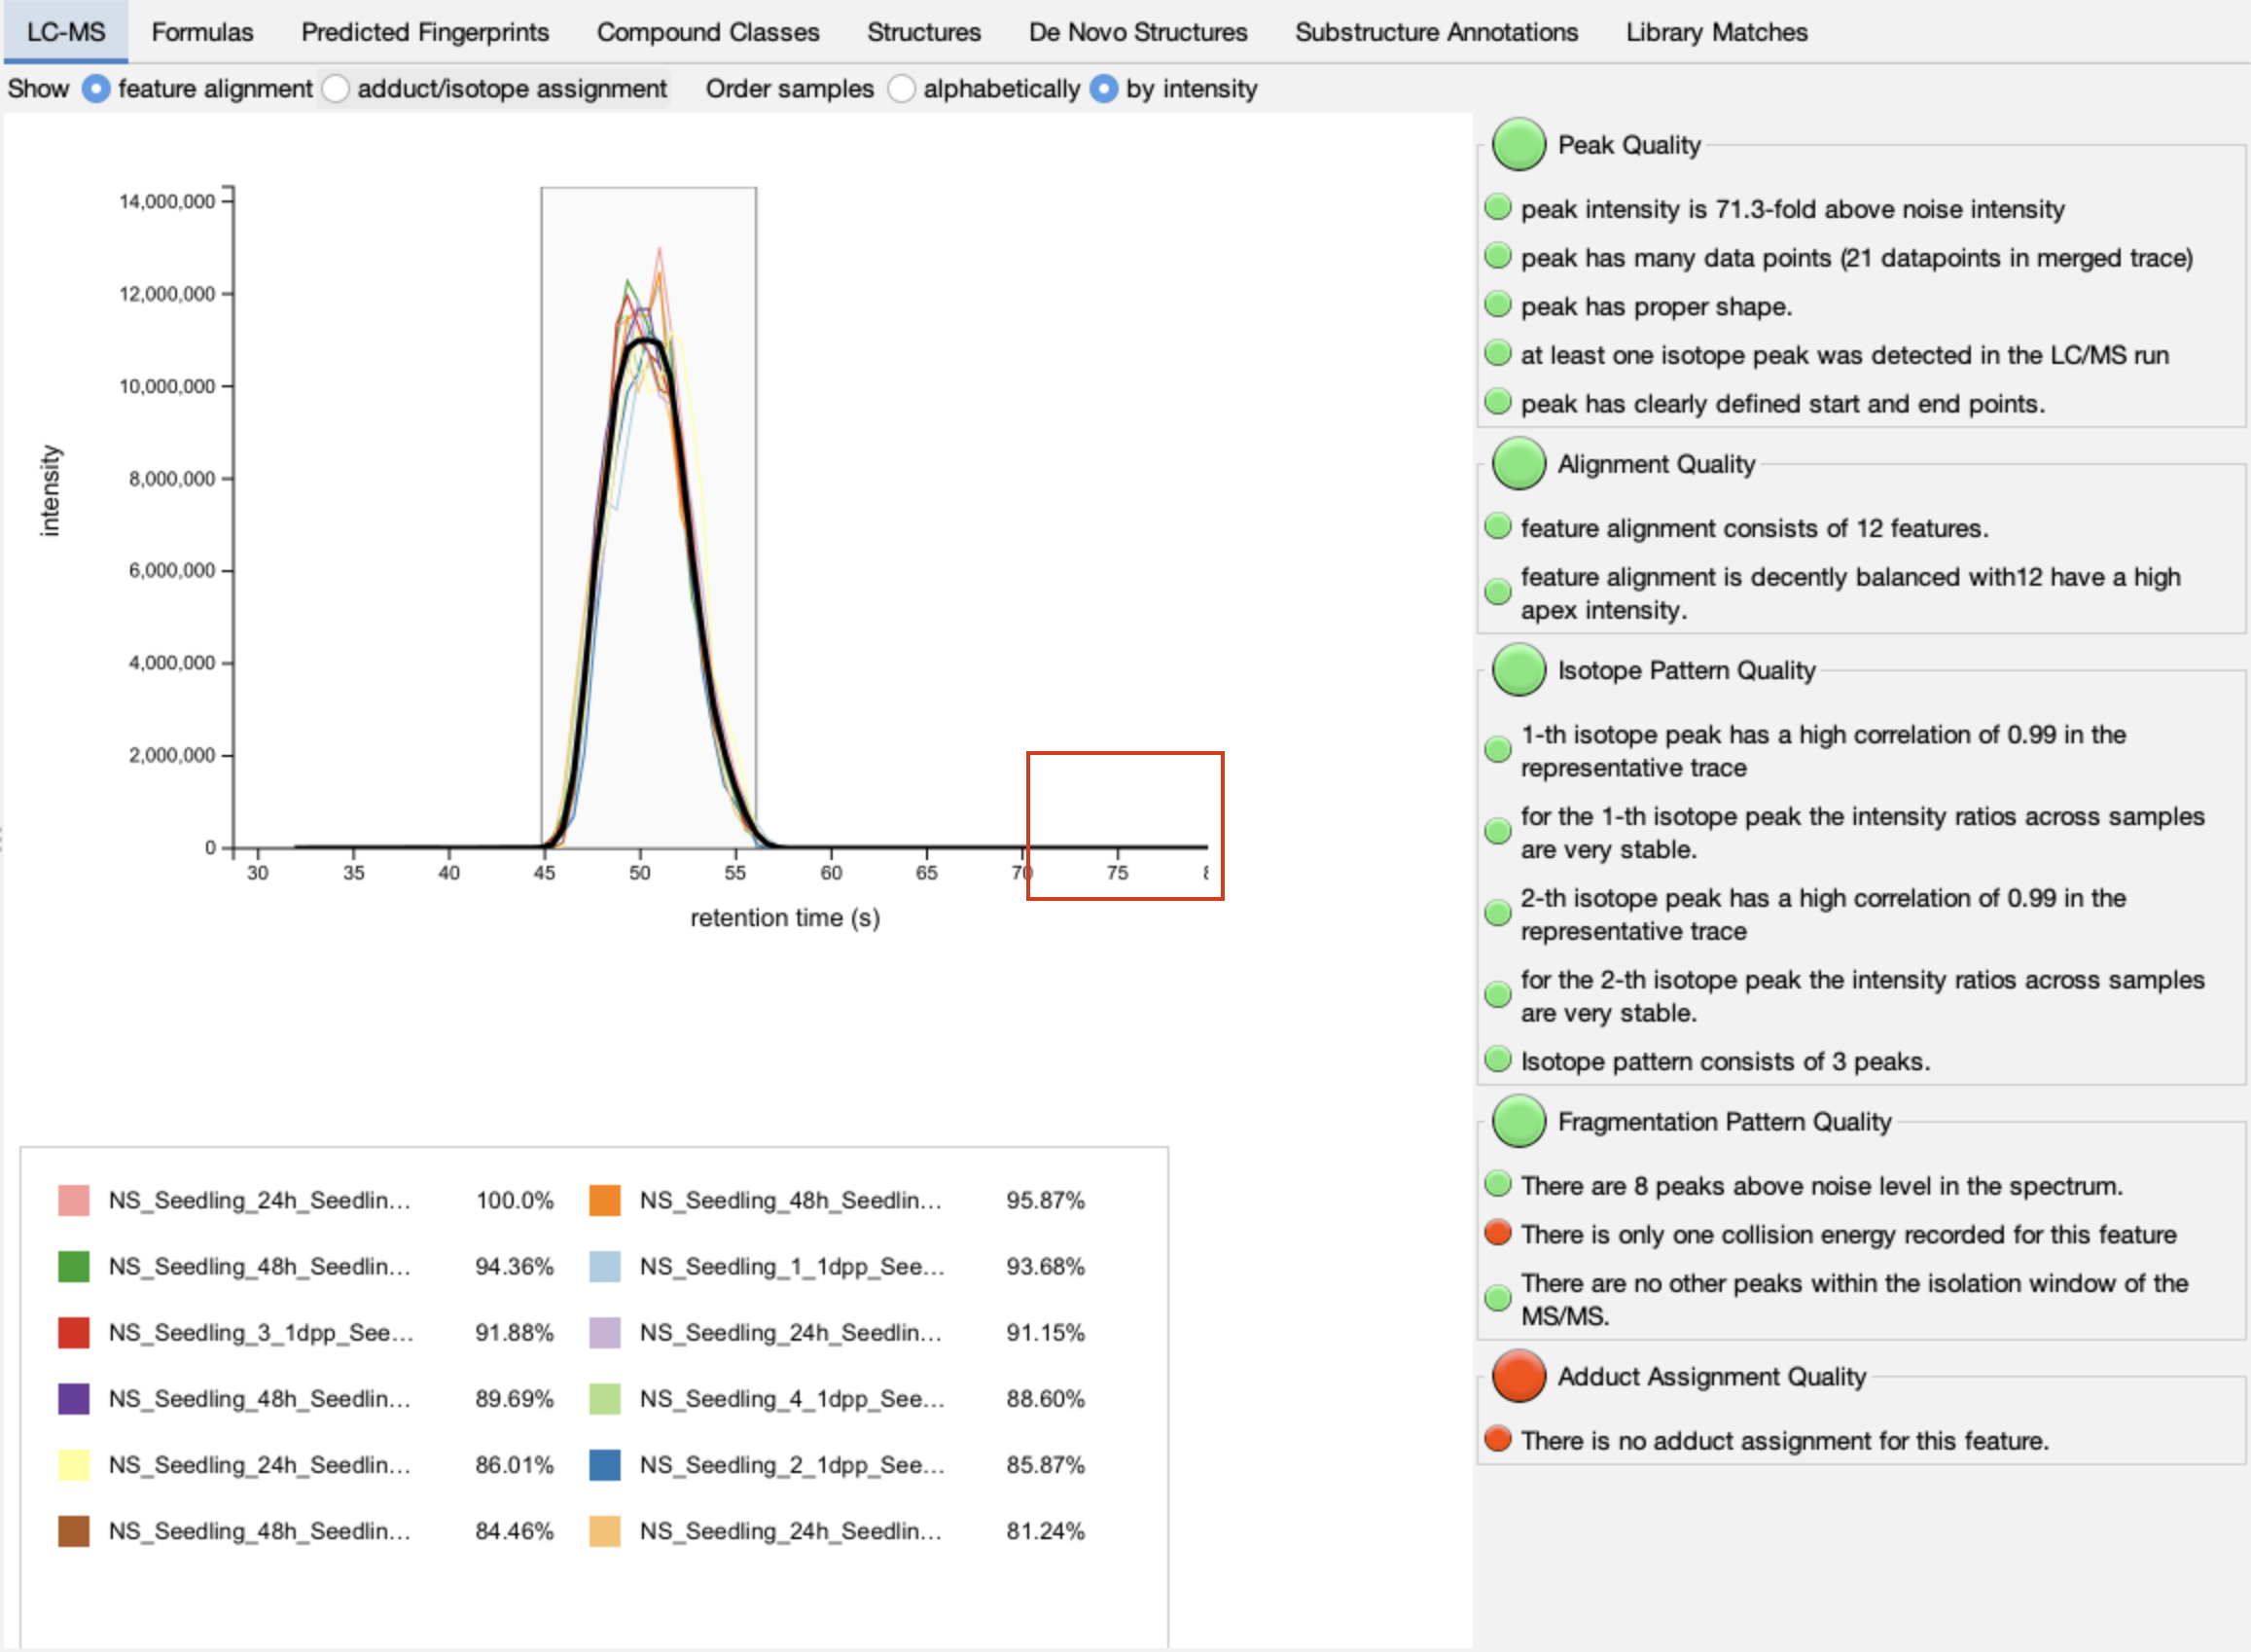 LC-MS Formulas Predicted Fingerprints Compound Classes Structures De Novo Structures Substructure Annotations Library Matches
Show feature alignment adduct/isotope assignment Order samples alphabetically by intensity
14,000,000
12,000,000
10,000,000
8,000,000
6,000,000
4,000,000
2,000,000
0
intensity
30 35 40 45 50 55 60 65 70 75
retention time (s)
NS_Seedling_24h_Seedlin... 100.0% NS_Seedling_48h_Seedlin... 95.87%
NS_Seedling_48h_Seedlin... 94.36% NS_Seedling_1_1dpp_See... 93.68%
NS_Seedling_3_1dpp_See... 91.88% NS_Seedling_24h_Seedlin... 91.15%
NS_Seedling_48h_Seedlin... 89.69% NS_Seedling_4_1dpp_See... 88.60%
NS_Seedling_24h_Seedlin... 86.01% NS_Seedling_2_1dpp_See... 85.87%
NS_Seedling_48h_Seedlin... 84.46% NS_Seedling_24h_Seedlin... 81.24%
Peak Quality
peak intensity is 71.3-fold above noise intensity
peak has many data points (21 datapoints in merged trace)
peak has proper shape.
at least one isotope peak was detected in the LC/MS run
peak has clearly defined start and end points.
Alignment Quality
feature alignment consists of 12 features.
feature alignment is decently balanced with12 have a high
apex intensity.
Isotope Pattern Quality
1-th isotope peak has a high correlation of 0.99 in the
representative trace
for the 1-th isotope peak the intensity ratios across samples
are very stable.
2-th isotope peak has a high correlation of 0.99 in the
representative trace
for the 2-th isotope peak the intensity ratios across samples
are very stable.
Isotope pattern consists of 3 peaks.
Fragmentation Pattern Quality
There are 8 peaks above noise level in the spectrum.
There is only one collision energy recorded for this feature
There are no other peaks within the isolation window of the
MS/MS.
Adduct Assignment Quality
There is no adduct assignment for this feature.